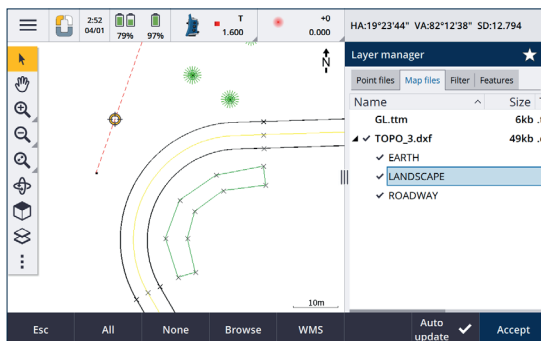 2:52
04/01
79%
97%
T
1.600
+0
0.000
HA:19°23'44" VA:82°12'38" SD:12.794
Layer manager
Point files Map files Filter Features
Name Size
GL.ttm 6kb
TOPO_3.dxf 49kb
EARTH
LANDSCAPE
ROADWAY
N
10m
Esc All None Browse WMS Auto update Accept